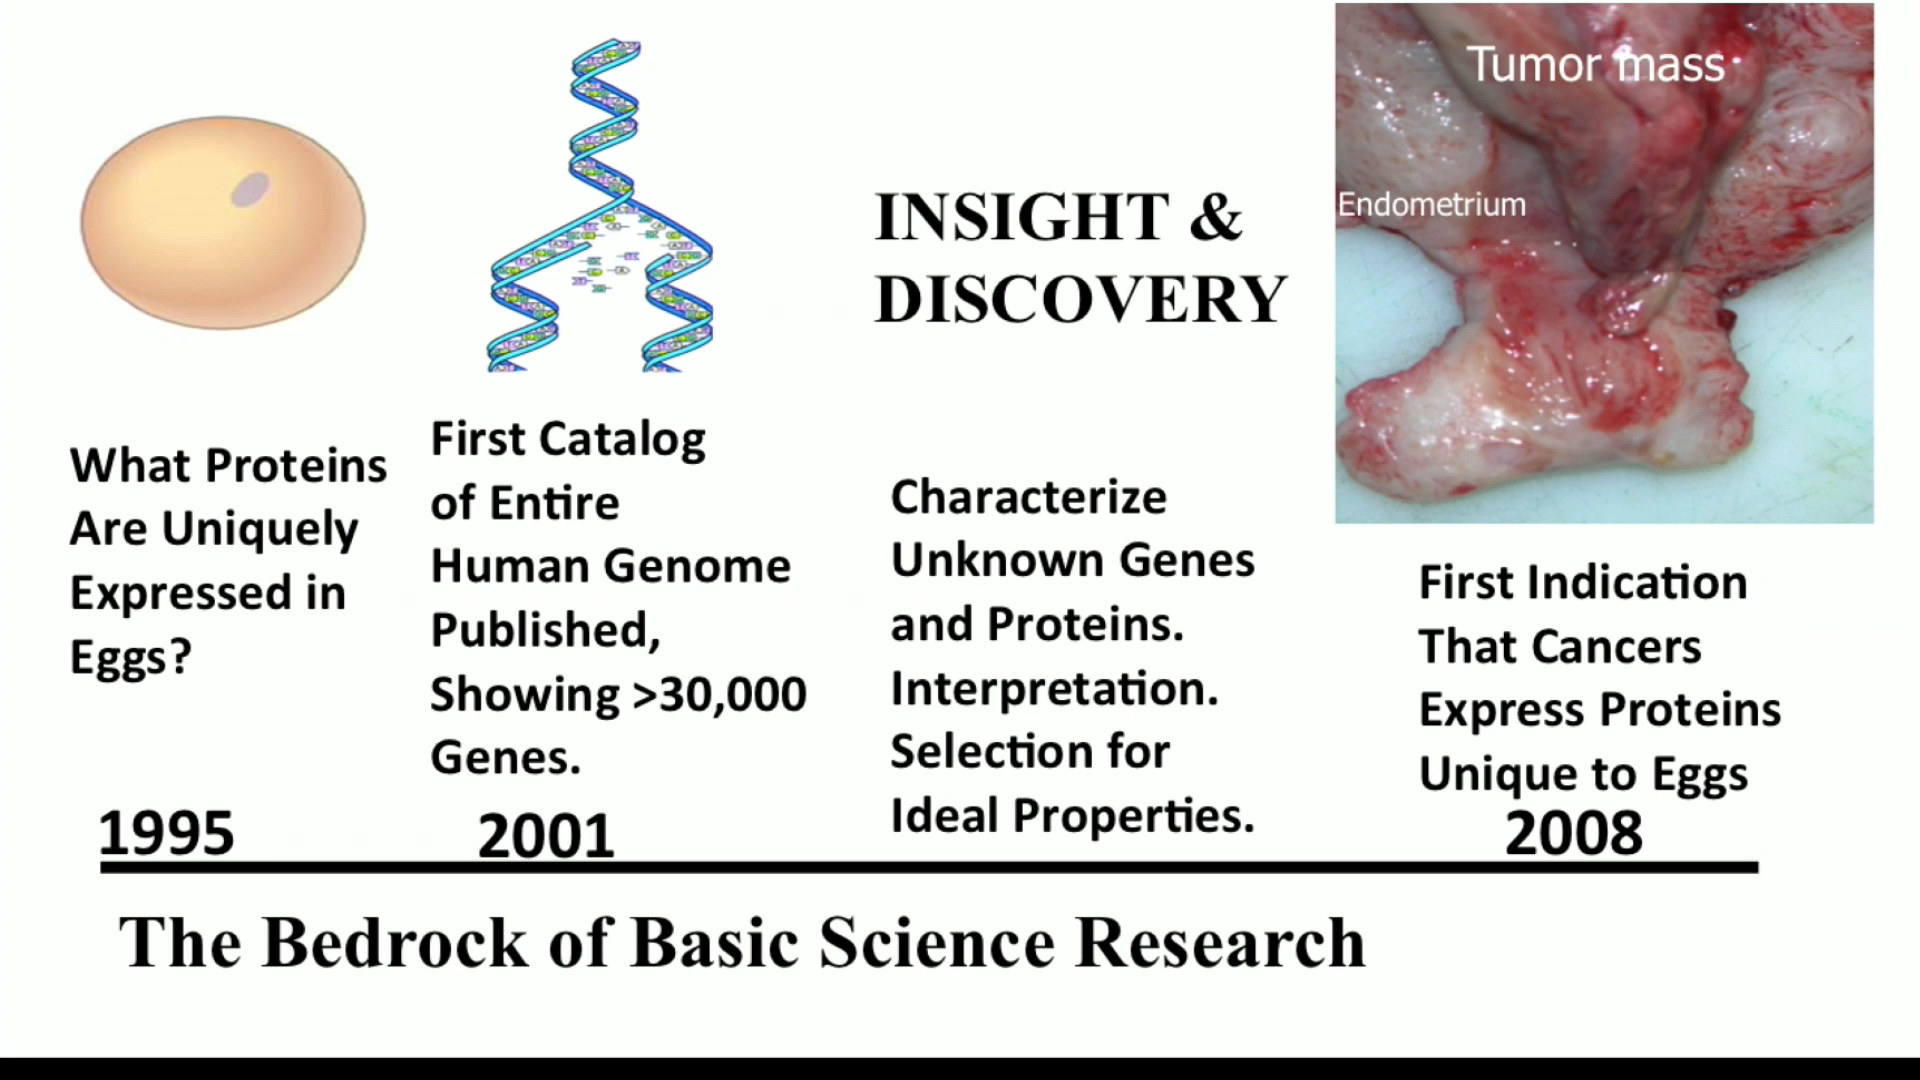 Tumor mass
Endometrium
INSIGHT &
DISCOVERY
What Proteins
Are Uniquely
Expressed in
Eggs?
First Catalog
of Entire
Human Genome
Published,
Showing >30,000
Genes.
Characterize
Unknown Genes
and Proteins.
Interpretation.
Selection for
Ideal Properties.
First Indication
That Cancers
Express Proteins
Unique to Eggs
1995
2001
2008
The Bedrock of Basic Science Research